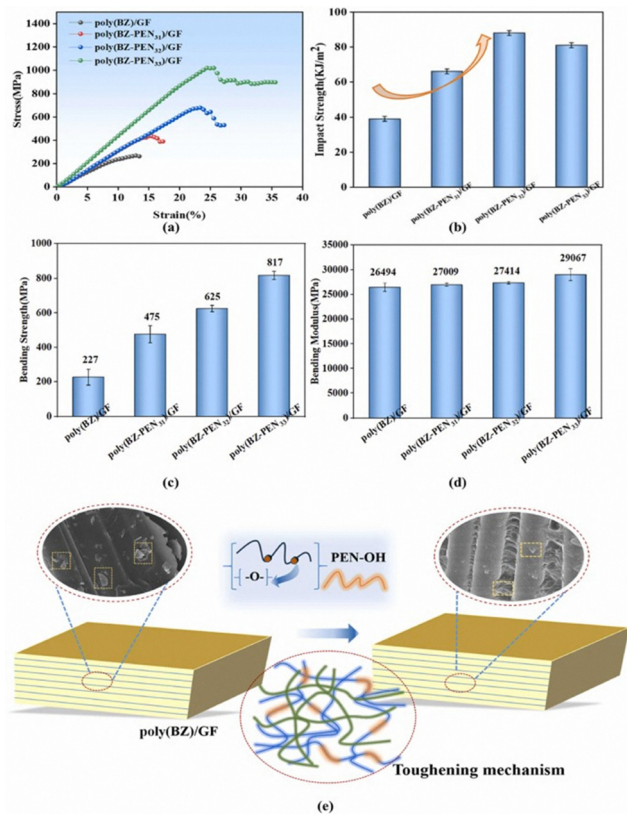 poly(BZ)/GF
poly(BZ-PEN₃₁)/GF
poly(BZ-PEN₃₂)/GF
poly(BZ-PEN₃₃)/GF
Stress(MPa)
1400
1200
1000
800
600
400
200
0
0 5 10 15 20 25 30 35 40
Strain(%)
(a)
Impact Strength(KJ/m²)
100
80
60
40
20
0
poly(BZ)/GF
poly(BZ-PEN₃₁)/GF
poly(BZ-PEN₃₂)/GF
poly(BZ-PEN₃₃)/GF
(b)
Bending Strength(MPa)
1000
800
600
400
200
0
227
475
625
817
poly(BZ)/GF
poly(BZ-PEN₃₁)/GF
poly(BZ-PEN₃₂)/GF
poly(BZ-PEN₃₃)/GF
(c)
Bending Modulus(MPa)
35000
30000
25000
20000
15000
10000
5000
0
26494
27009
27414
29067
poly(BZ)/GF
poly(BZ-PEN₃₁)/GF
poly(BZ-PEN₃₂)/GF
poly(BZ-PEN₃₃)/GF
(d)
[-O-]
PEN-OH
poly(BZ)/GF
Toughening mechanism
(e)